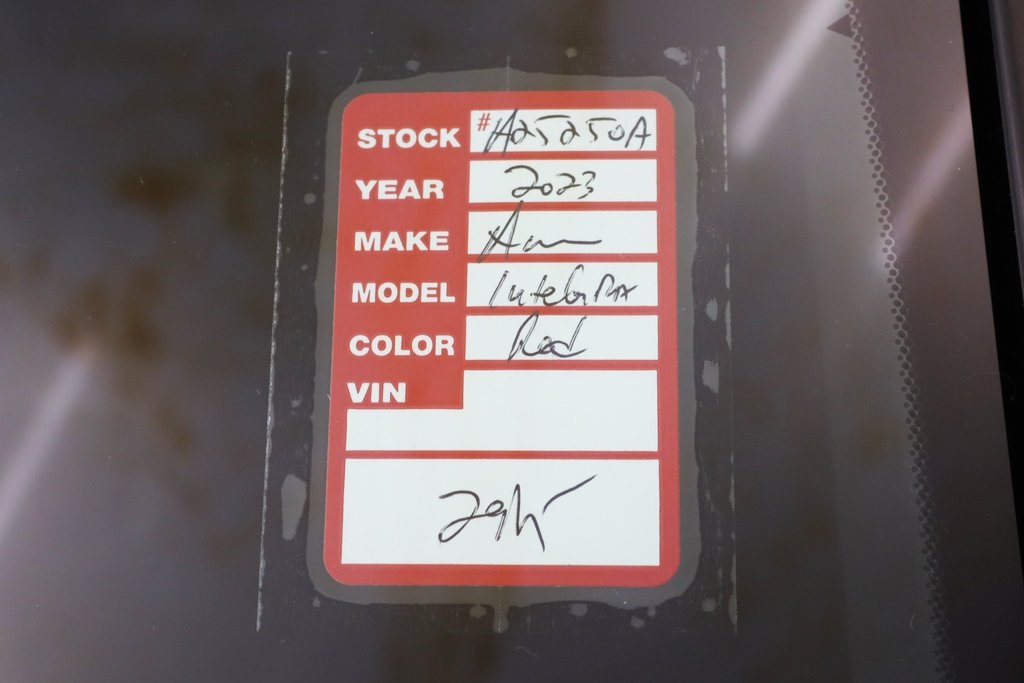 STOCK #A25250A
YEAR 2023
MAKE
MODEL Integra
COLOR Red
VIN